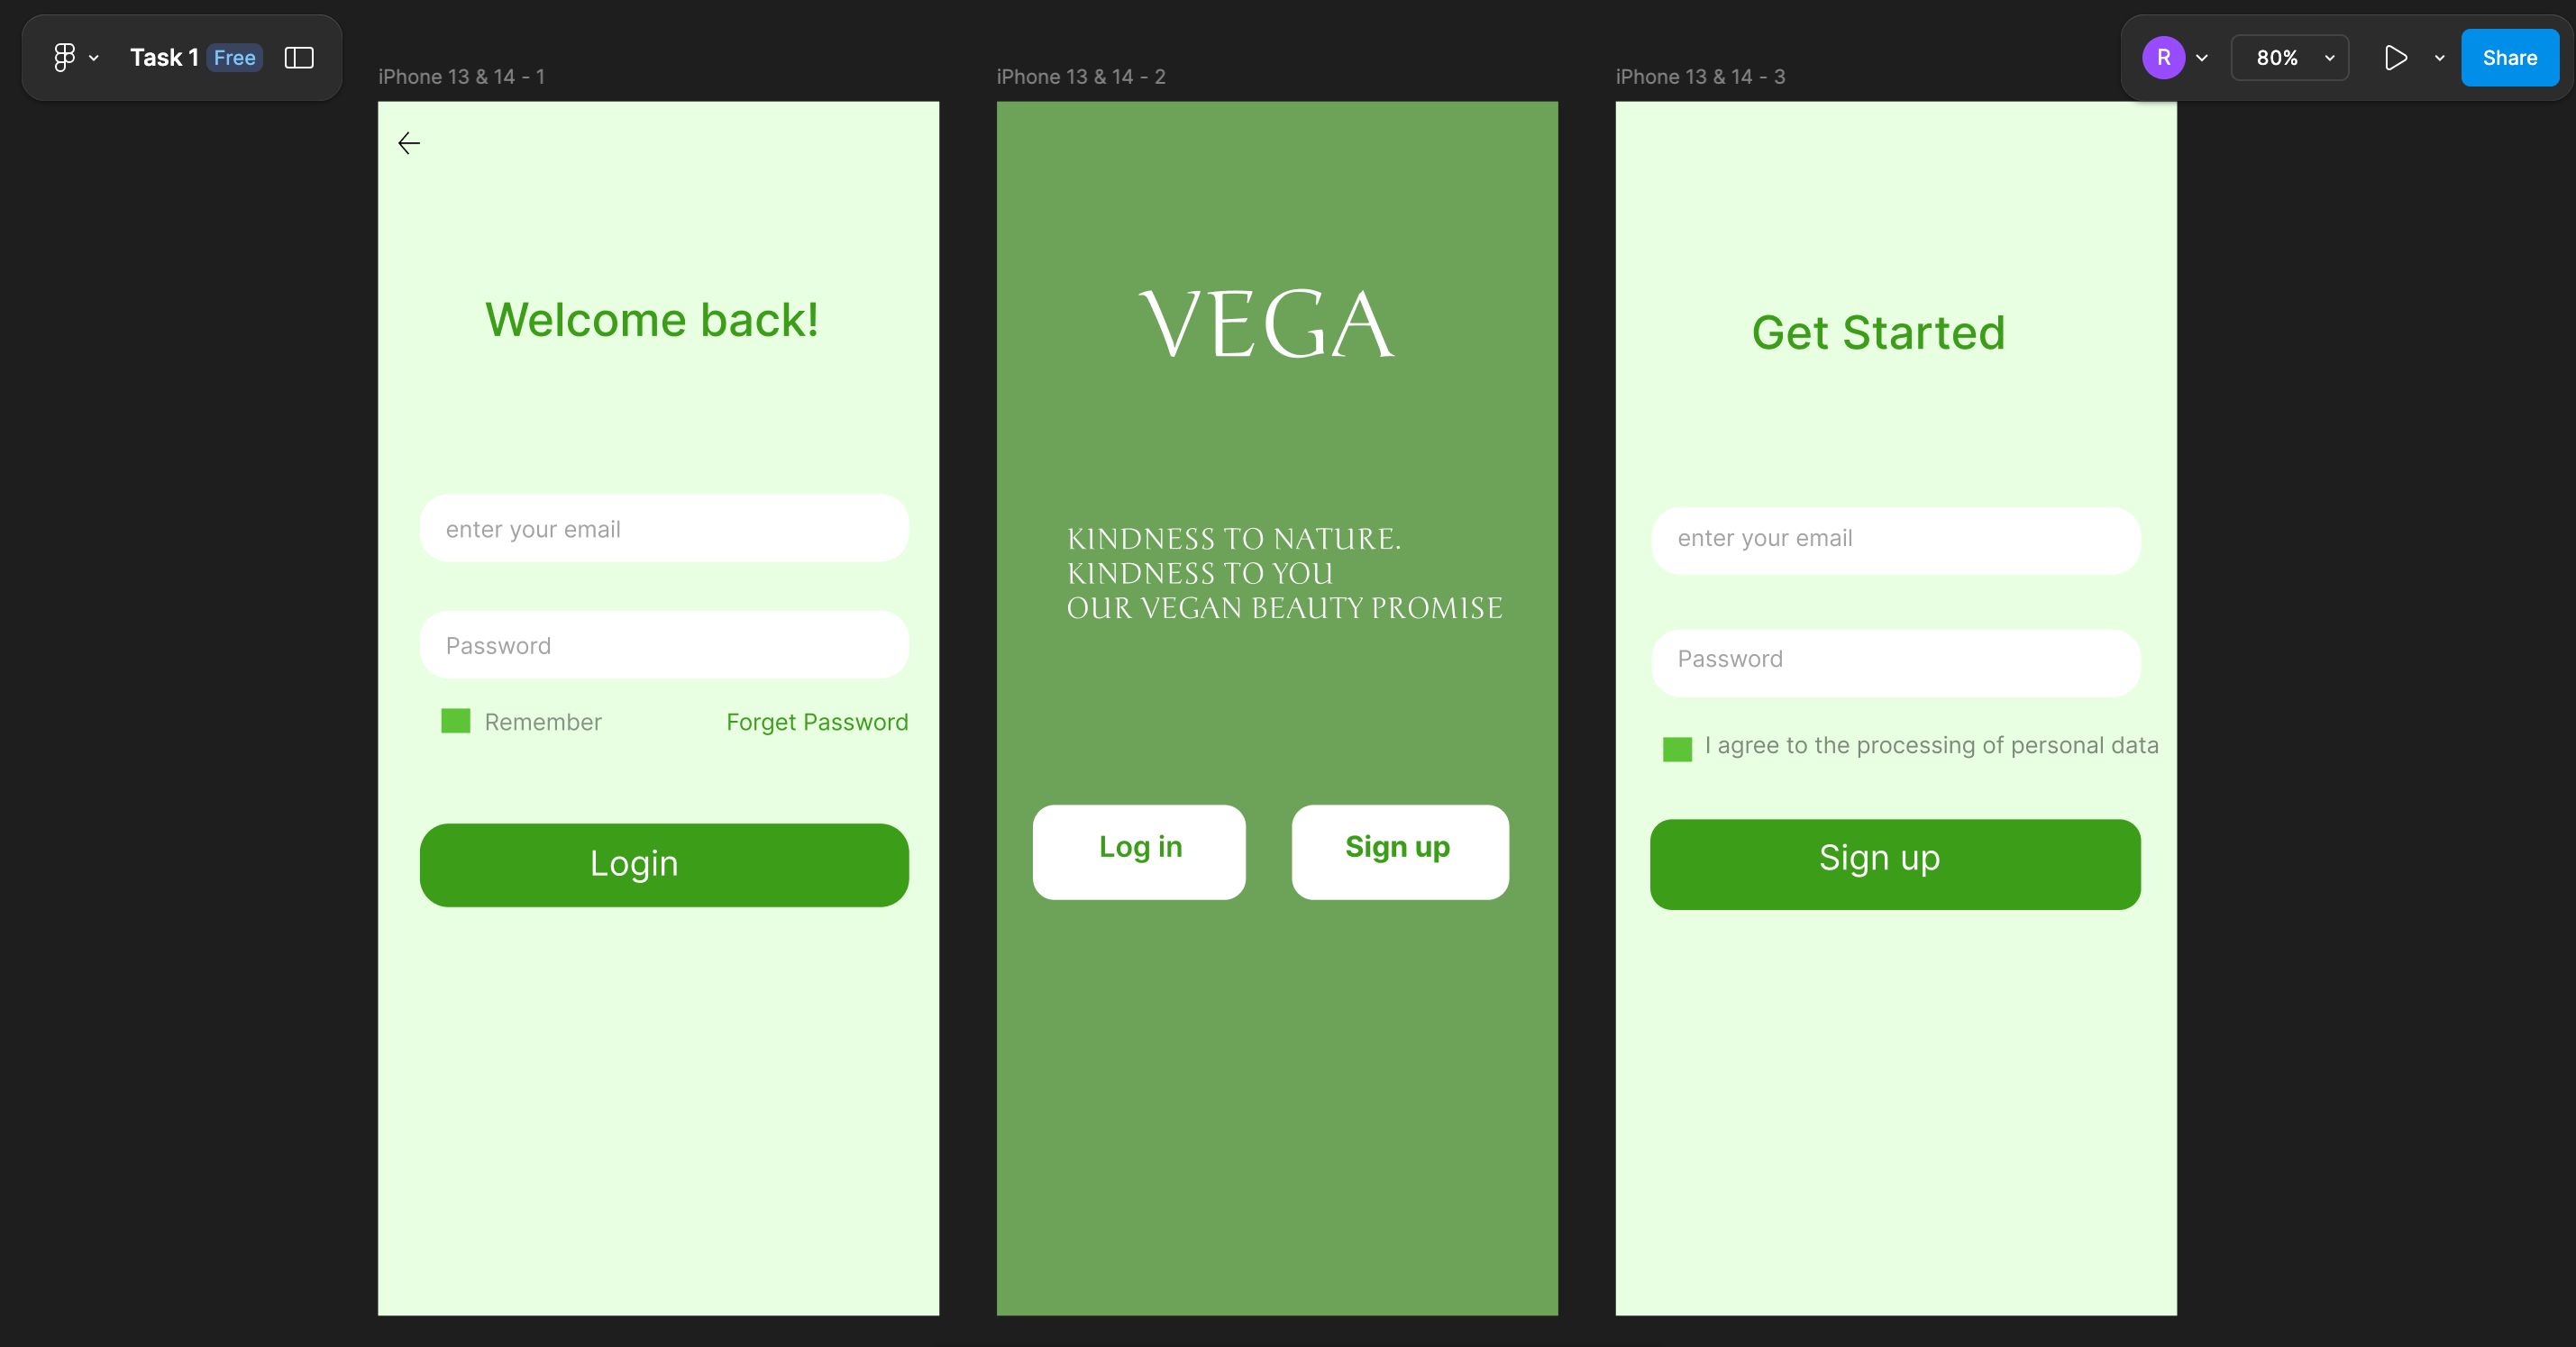 Task 1 Free
R
80%
Share
iPhone 13 & 14 - 1
Welcome back!
enter your email
Password
Remember
Forget Password
Login
iPhone 13 & 14 - 2
VEGA
KINDNESS TO NATURE.
KINDNESS TO YOU
OUR VEGAN BEAUTY PROMISE
Log in
Sign up
iPhone 13 & 14 - 3
Get Started
enter your email
Password
I agree to the processing of personal data
Sign up